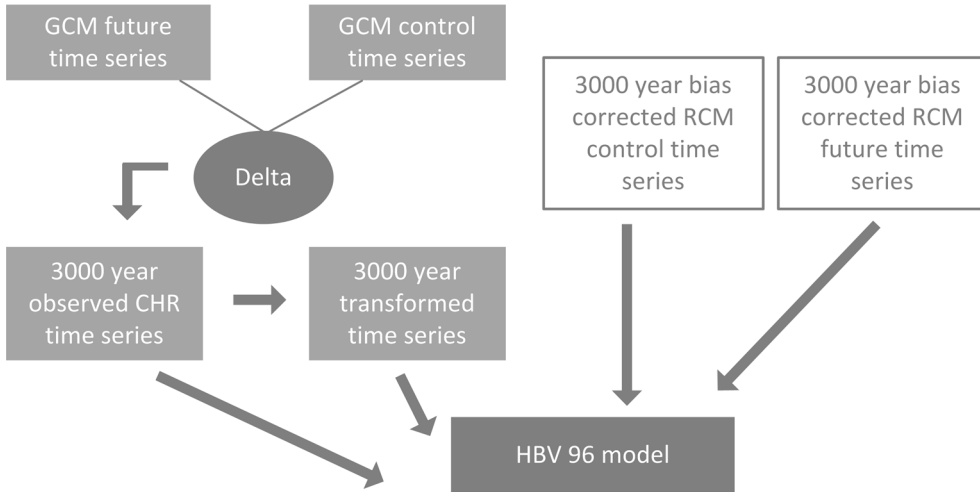 GCM future
time series
GCM control
time series
3000 year bias
corrected RCM
control time
series
3000 year bias
corrected RCM
future time
series
Delta
3000 year
observed CHR
time series
3000 year
transformed
time series
HBV 96 model